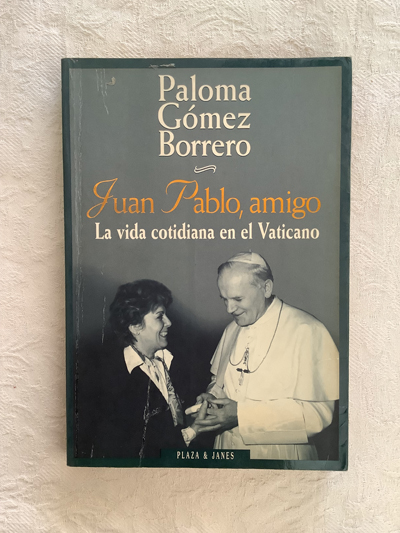 Paloma
Gómez
Borrero
Juan Pablo, amigo
La vida cotidiana en el Vaticano
PLAZA & JANES